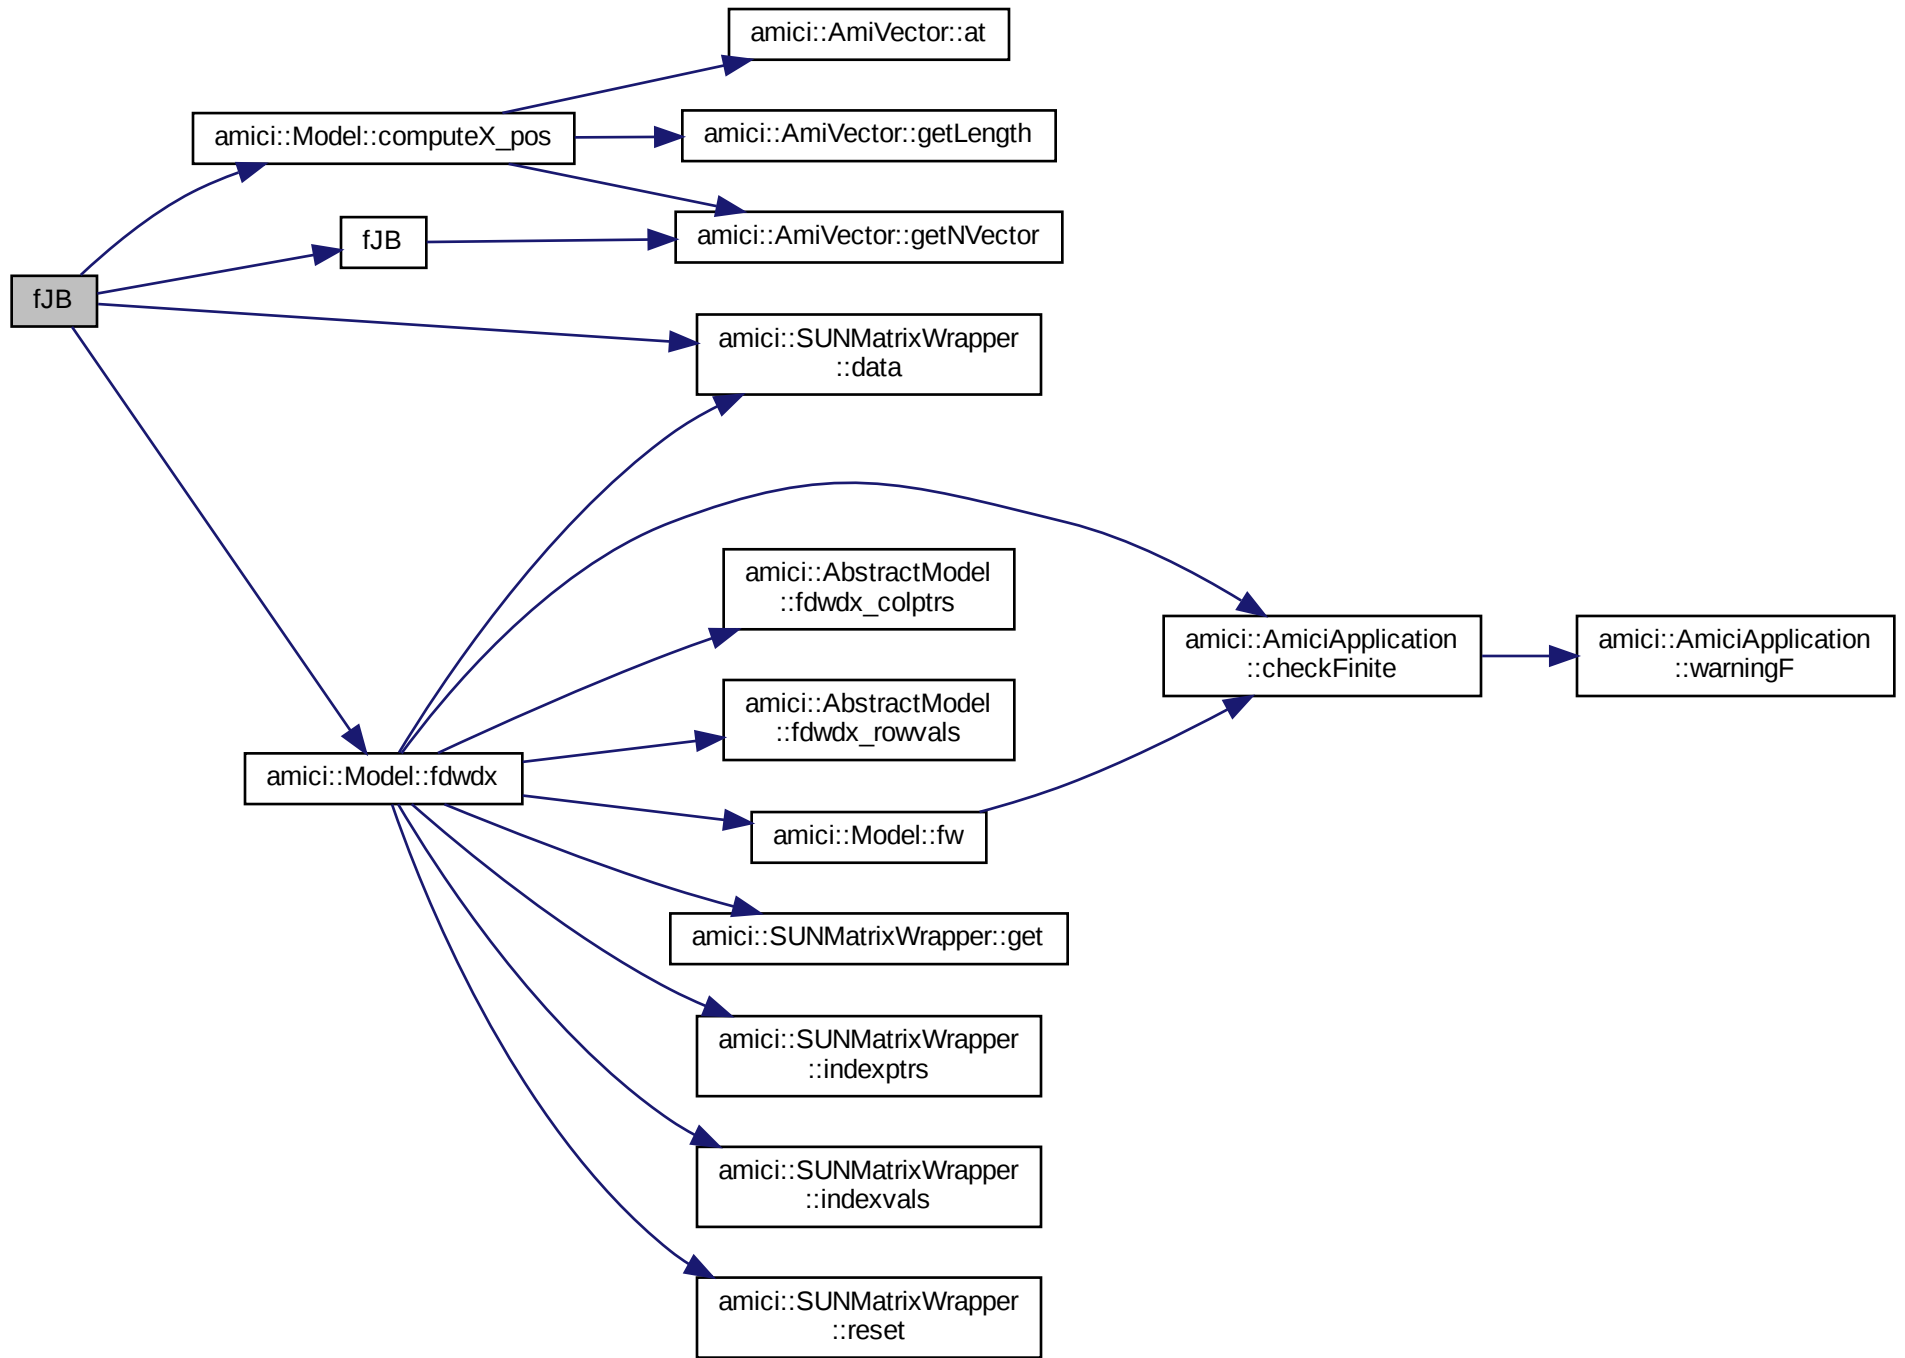 amici::AmiVector::at
amici::Model::computeX_pos
amici::AmiVector::getLength
fJB
amici::AmiVector::getNVector
fJB
amici::SUNMatrixWrapper
::data
amici::AbstractModel
::fdwdx_colptrs
amici::AmiciApplication
::checkFinite
amici::AmiciApplication
::warningF
amici::AbstractModel
::fdwdx_rowvals
amici::Model::fdwdx
amici::Model::fw
amici::SUNMatrixWrapper::get
amici::SUNMatrixWrapper
::indexptrs
amici::SUNMatrixWrapper
::indexvals
amici::SUNMatrixWrapper
::reset